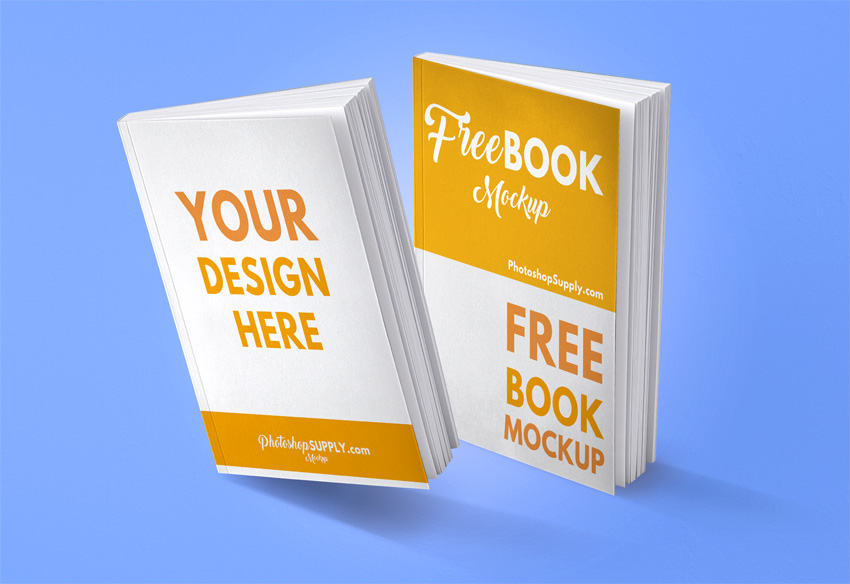 YOUR
DESIGN
HERE
PhotoshopSUPPLY.com
Mockup
FreeBOOK
Mockup
PhotoshopSupply.com
FREE
BOOK
MOCKUP